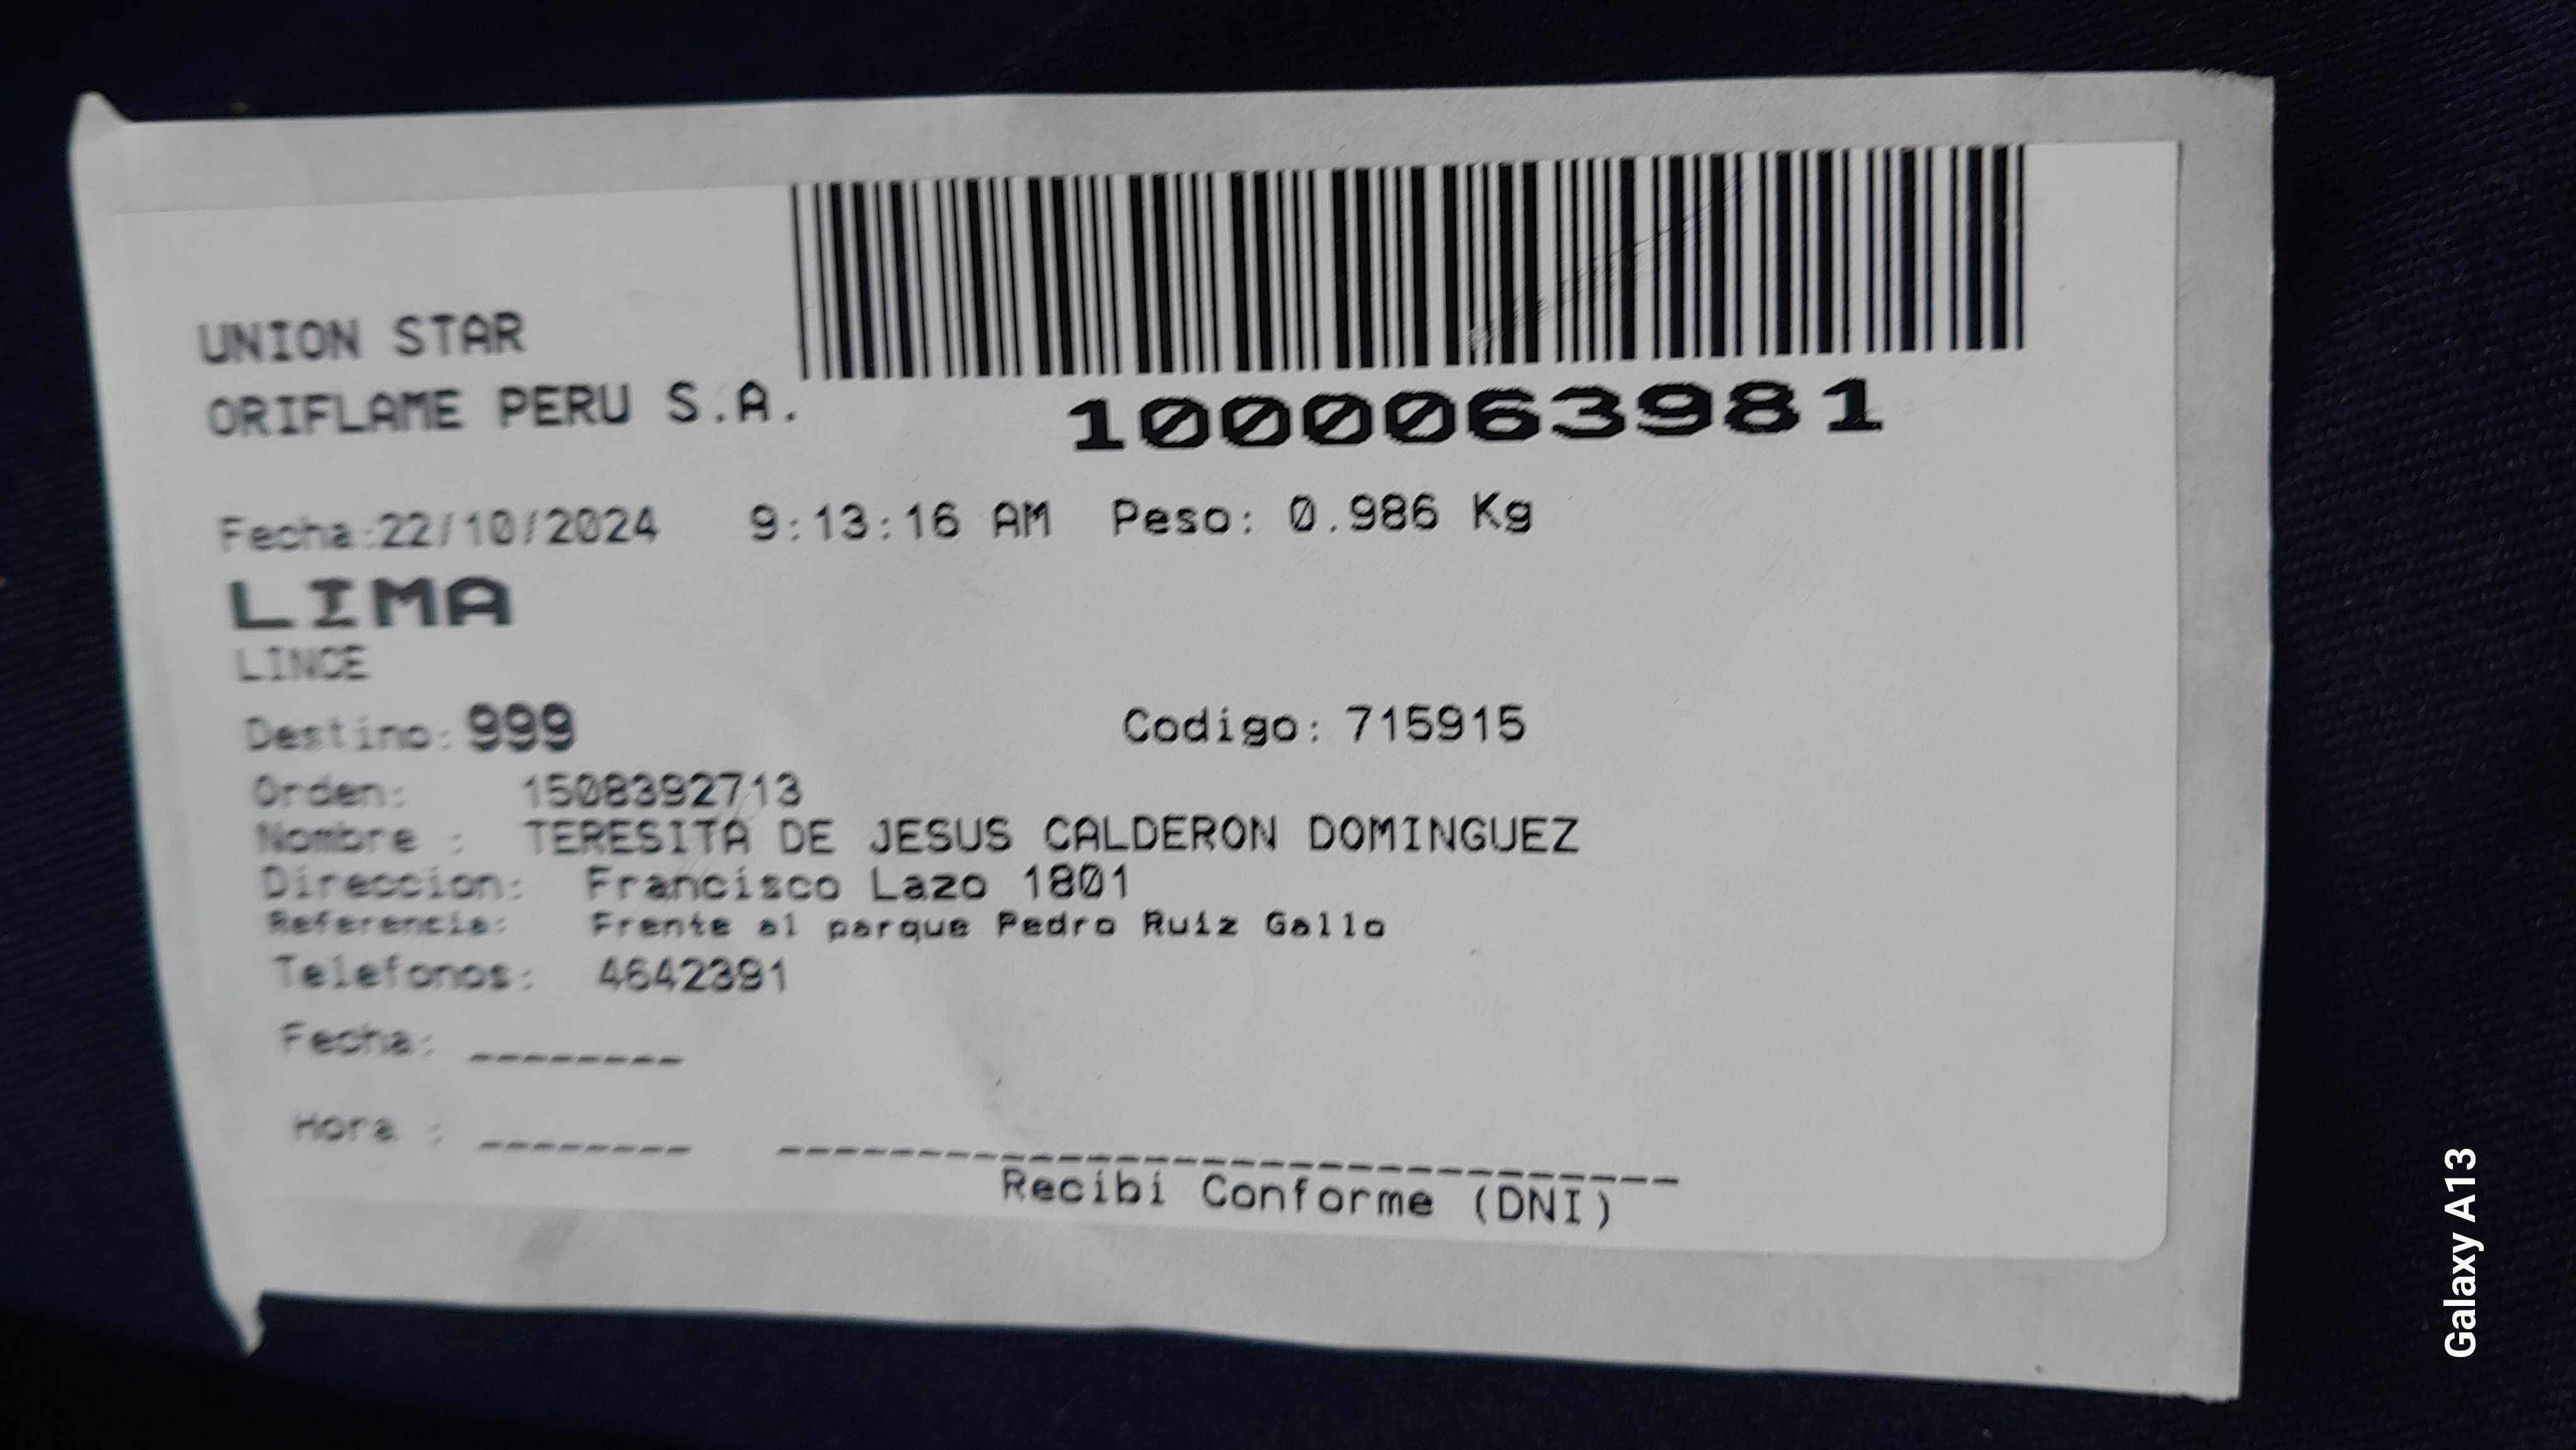 UNION STAR
ORIFLAME PERU S.A.
1000063981
Fecha:22/10/2024 9:13:16 AM Peso: 0.986 Kg
LIMA
LINCE
Destino: 999 Codigo: 715915
Orden: 1508392713
Nombre : TERESITA DE JESUS CALDERON DOMINGUEZ
Direccion: Francisco Lazo 1801
Referencia: Frente al parque Pedro Ruiz Gallo
Telefonos: 4642391
Fecha: ________
Hora : ________
Recibi Conforme (DNI)
Galaxy A13